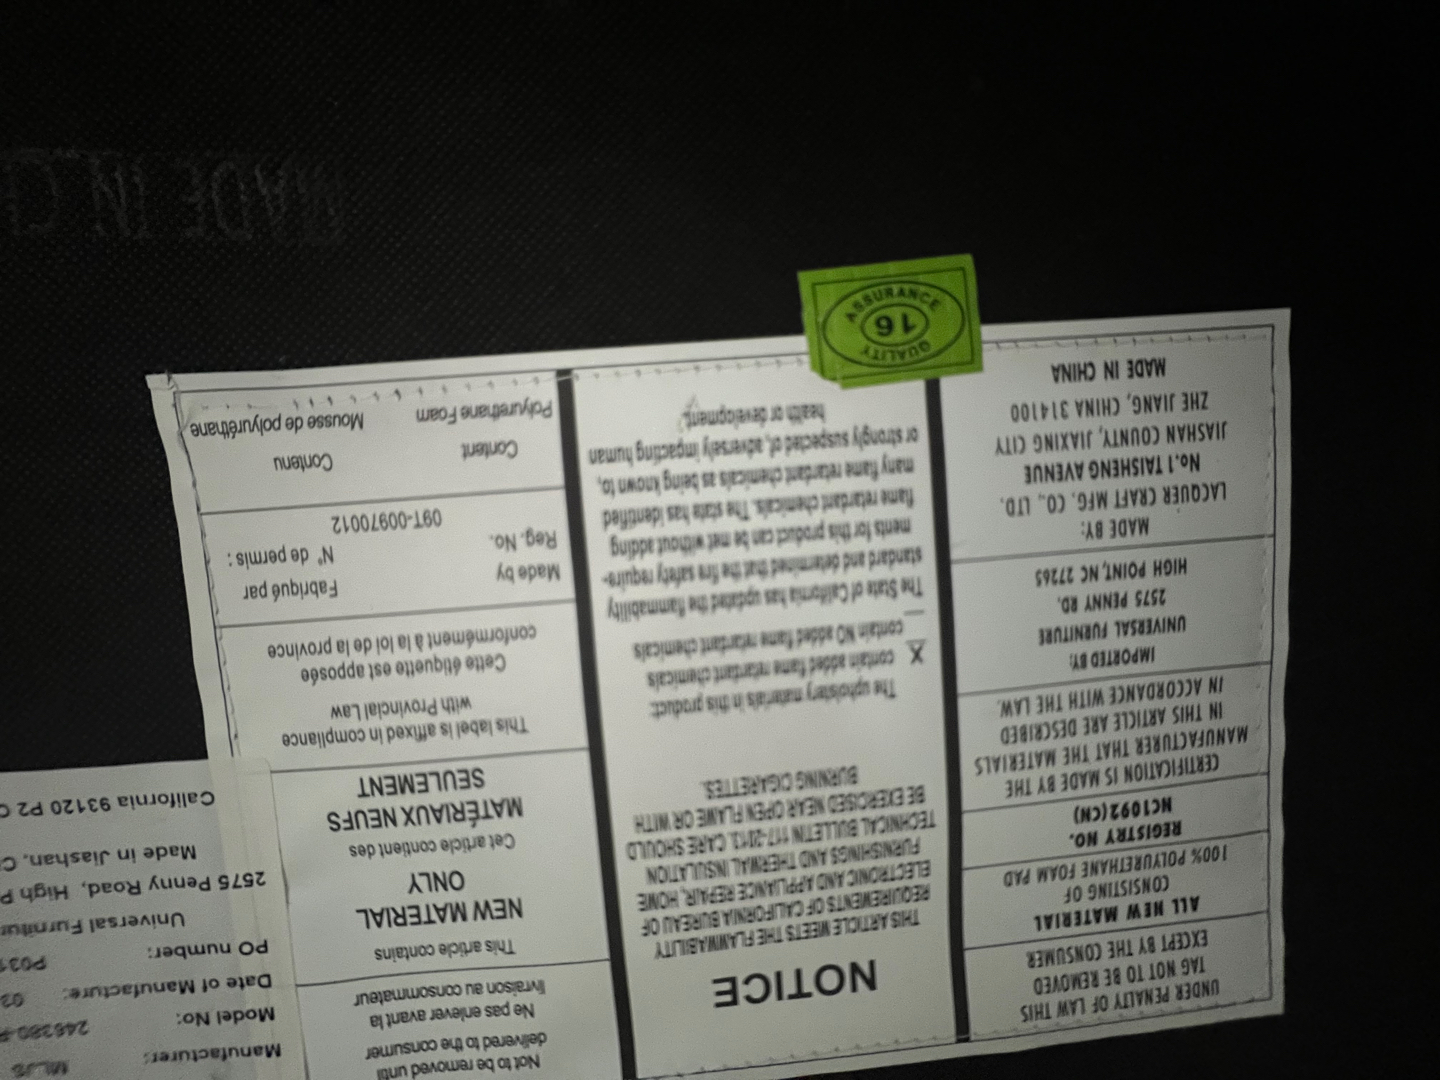 UNDER PENALTY OF LAW THIS
TAG NOT TO BE REMOVED
EXCEPT BY THE CONSUMER
ALL NEW MATERIAL
CONSISTING OF
100% POLYURETHANE FOAM PAD
REGISTRY NO.
NC1092(CN)
CERTIFICATION IS MADE BY THE
MANUFACTURER THAT THE MATERIALS
IN THIS ARTICLE ARE DESCRIBED
IN ACCORDANCE WITH THE LAW.
IMPORTED BY:
UNIVERSAL FURNITURE
2575 PENNY RD.
HIGH POINT, NC 27265
MADE BY:
LACQUER CRAFT MFG. CO., LTD.
No.1 TAISHENG AVENUE
JIASHAN COUNTY, JIAXING CITY
ZHE JIANG, CHINA 314100
MADE IN CHINA
NOTICE
THIS ARTICLE MEETS THE FLAMMABILITY
REQUIREMENTS OF CALIFORNIA BUREAU OF
ELECTRONIC AND APPLIANCE REPAIR, HOME
FURNISHINGS AND THERMAL INSULATION
TECHNICAL BULLETIN 117-2013. CARE SHOULD
BE EXERCISED NEAR OPEN FLAME OR WITH
BURNING CIGARETTES.
The upholstery materials in this product:
X contain added flame retardant chemicals
__ contain NO added flame retardant chemicals
The State of California has updated the flammability
standard and determined that the fire safety require-
ments for this product can be met without adding
flame retardant chemicals. The state has identified
many flame retardant chemicals as being known to,
or strongly suspected of, adversely impacting human
health or development.
QUALITY
16
ASSURANCE
Not to be removed until
delivered to the consumer
Ne pas enlever avant la
livraison au consommateur
This article contains
NEW MATERIAL
ONLY
Cet article contient des
MATÉRIAUX NEUFS
SEULEMENT
This label is affixed in compliance
with Provincial Law
Cette étiquette est apposée
conformément à la loi de la province
Made by Fabriqué par
Reg. No. N° de permis :
09T-00970012
Content Contenu
Polyurethane Foam Mousse de polyuréthane
Manufacturer:
Model No:
Date of Manufacture:
PO number:
Universal
2575 Penny Road, High
Made in Jiashan,
California 93120 P2
MADE IN